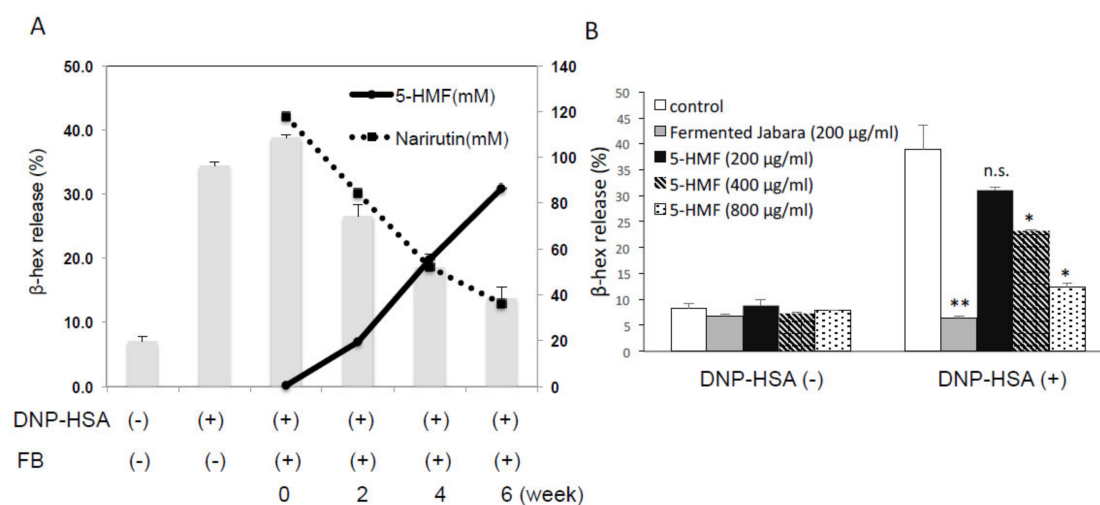 A
50.0
40.0
30.0
20.0
10.0
0.0
β-hex release (%)
140
120
100
80
60
40
20
0
5-HMF(mM)
Narirutin(mM)
DNP-HSA (-) (+) (+) (+) (+) (+)
FB (-) (-) (+) (+) (+) (+)
0 2 4 6 (week)
B
50
45
40
35
30
25
20
15
10
5
0
β-hex release (%)
control
Fermented Jabara (200 μg/ml)
5-HMF (200 μg/ml)
5-HMF (400 μg/ml)
5-HMF (800 μg/ml)
n.s.
*
*
**
DNP-HSA (-) DNP-HSA (+)